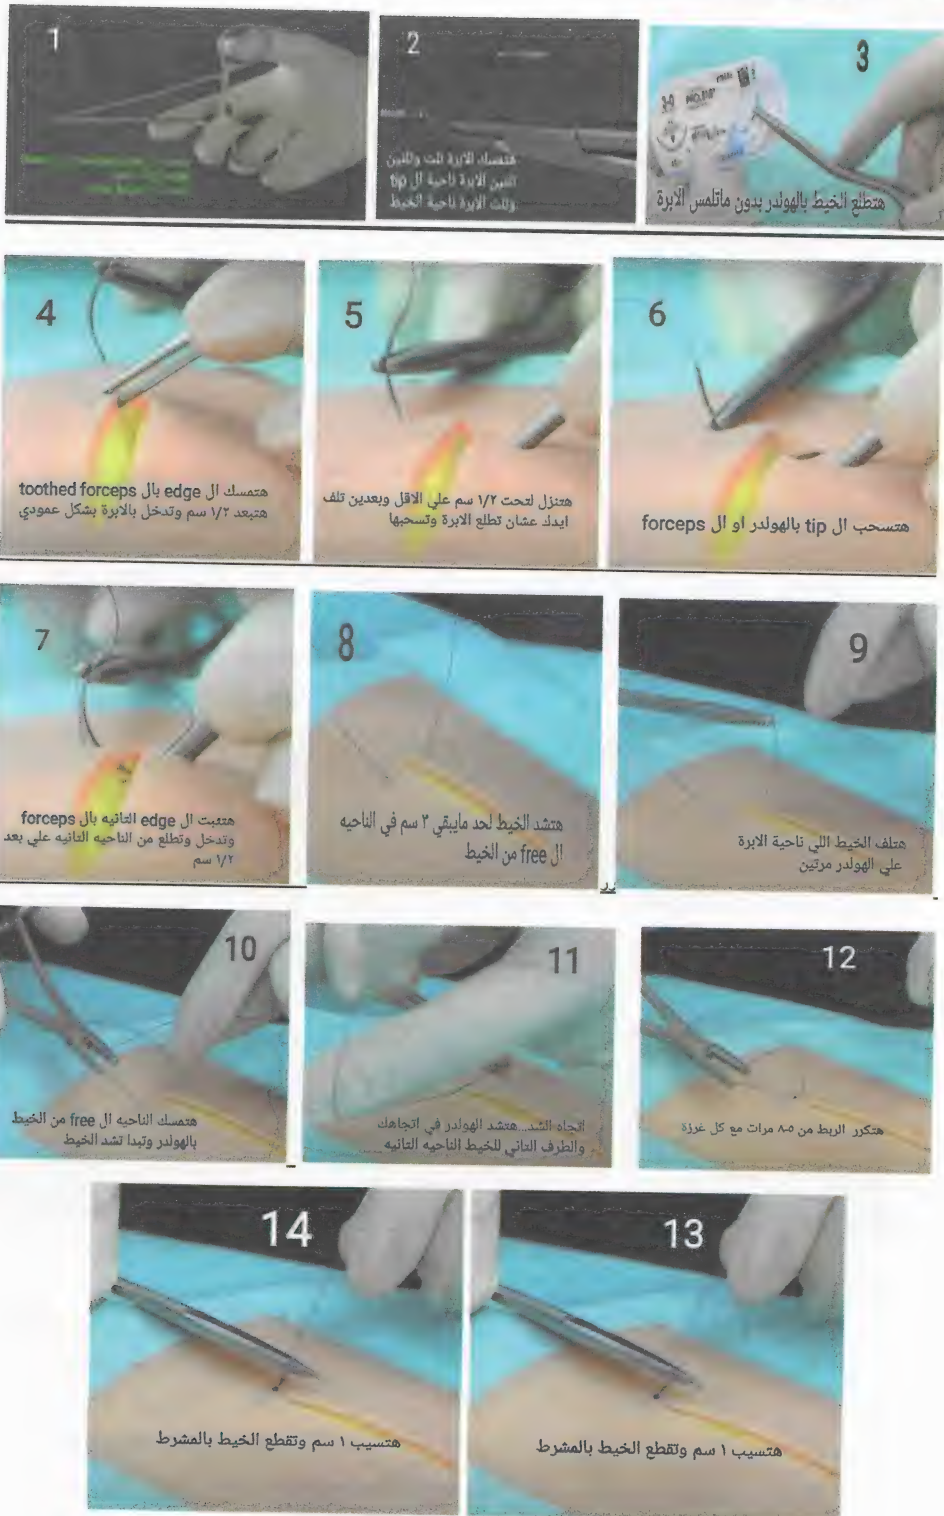 1
2
هتمسك الابرة تلت وتلتين
تلتين الابرة ناحية ال tip
وتلت الابرة ناحية الخيط
3
هتطلع الخيط بالهولدر بدون ماتلمس الابرة
4
هتمسك ال edge بال toothed forceps
هتبعد ١/٢ سم وتدخل بالابرة بشكل عمودي
5
هتنزل لتحت ١/٢ سم علي الاقل وبعدين تلف
ايدك عشان تطلع الابرة وتسحبها
6
هتسحب ال tip بالهولدر او ال forceps
7
هتثبت ال edge التانيه بال forceps
وتدخل وتطلع من الناحيه التانيه علي بعد
١/٢ سم
8
هتشد الخيط لحد مايبقي ٣ سم في الناحيه
ال free من الخيط
9
هتلف الخيط اللي ناحية الابرة
علي الهولدر مرتين
10
هتمسك الناحيه ال free من الخيط
بالهولدر وتبدا تشد الخيط
11
اتجاه الشد...هتشد الهولدر في اتجاهك
والطرف التاني للخيط الناحيه التانيه
12
هتكرر الربط من ٥-٨ مرات مع كل غرزة
14
هتسيب ١ سم وتقطع الخيط بالمشرط
13
هتسيب ١ سم وتقطع الخيط بالمشرط